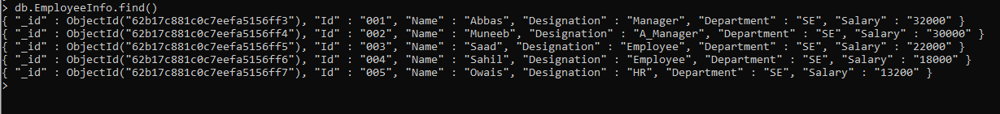 > db.EmployeeInfo.find()
{ "_id" : ObjectId("62b17c881c0c7eefa5156ff3"), "Id" : "001", "Name" : "Abbas", "Designation" : "Manager", "Department" : "SE", "Salary" : "32000" }
{ "_id" : ObjectId("62b17c881c0c7eefa5156ff4"), "Id" : "002", "Name" : "Muneeb", "Designation" : "A_Manager", "Department" : "SE", "Salary" : "30000" }
{ "_id" : ObjectId("62b17c881c0c7eefa5156ff5"), "Id" : "003", "Name" : "Saad", "Designation" : "Employee", "Department" : "SE", "Salary" : "22000" }
{ "_id" : ObjectId("62b17c881c0c7eefa5156ff6"), "Id" : "004", "Name" : "Sahil", "Designation" : "Employee", "Department" : "SE", "Salary" : "18000" }
{ "_id" : ObjectId("62b17c881c0c7eefa5156ff7"), "Id" : "005", "Name" : "Owais", "Designation" : "HR", "Department" : "SE", "Salary" : "13200" }
>